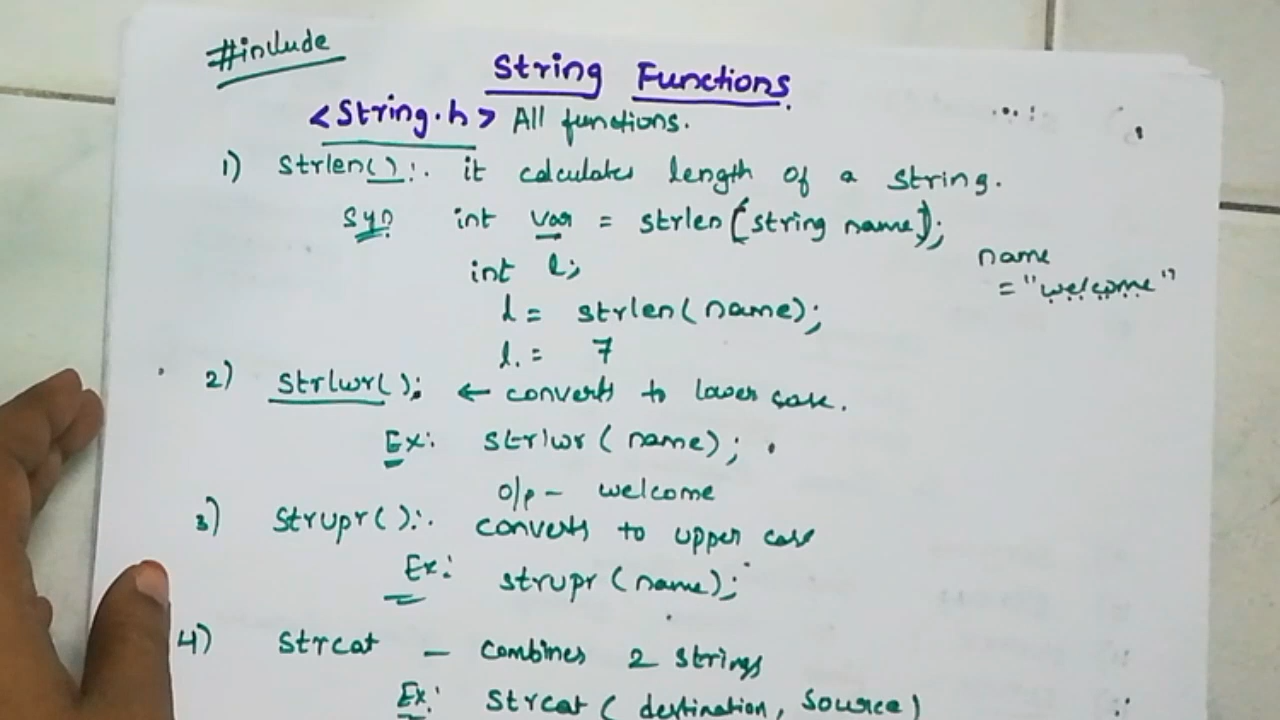 #include
String Functions
<String.h> All functions.
1) Strlen():. it calculates length of a string.
Syn int var = strlen(string name);
name
int l;
= "welcome"
l = strlen(name);
l. = 7
2) Strlwr(); ← converts to lower case.
Ex: strlwr(name);
o/p - welcome
3) Strupr():. converts to upper case
Ex: strupr(name);
4) Strcat - combines 2 strings
Ex: strcat(destination, source)